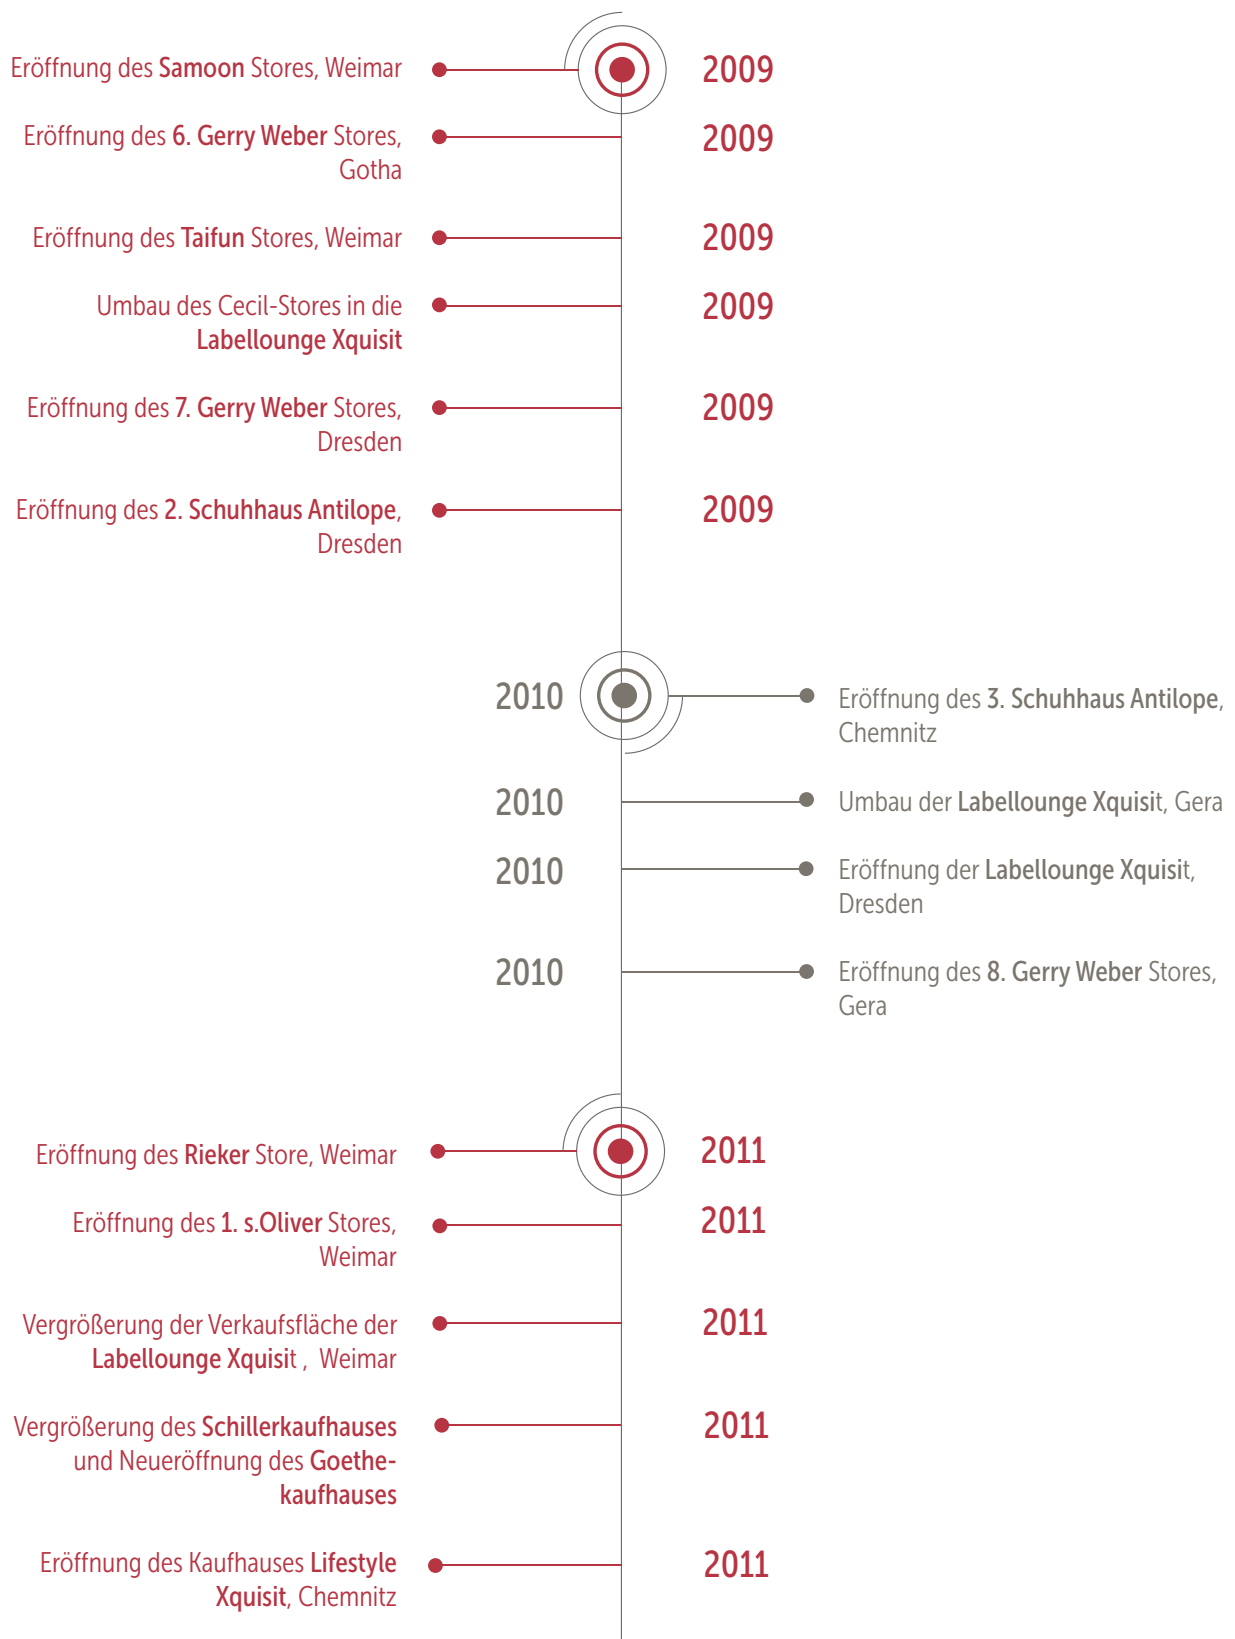 Eröffnung des Samoon Stores, Weimar
2009
Eröffnung des 6. Gerry Weber Stores,
Gotha
2009
Eröffnung des Taifun Stores, Weimar
2009
Umbau des Cecil-Stores in die
Labellounge Xquisit
2009
Eröffnung des 7. Gerry Weber Stores,
Dresden
2009
Eröffnung des 2. Schuhhaus Antilope,
Dresden
2009
2010
Eröffnung des 3. Schuhhaus Antilope,
Chemnitz
2010
Umbau der Labellounge Xquisit, Gera
2010
Eröffnung der Labellounge Xquisit,
Dresden
2010
Eröffnung des 8. Gerry Weber Stores,
Gera
Eröffnung des Rieker Store, Weimar
2011
Eröffnung des 1. s.Oliver Stores,
Weimar
2011
Vergrößerung der Verkaufsfläche der
Labellounge Xquisit , Weimar
2011
Vergrößerung des Schillerkaufhauses
und Neueröffnung des Goethe-
kaufhauses
2011
Eröffnung des Kaufhauses Lifestyle
Xquisit, Chemnitz
2011